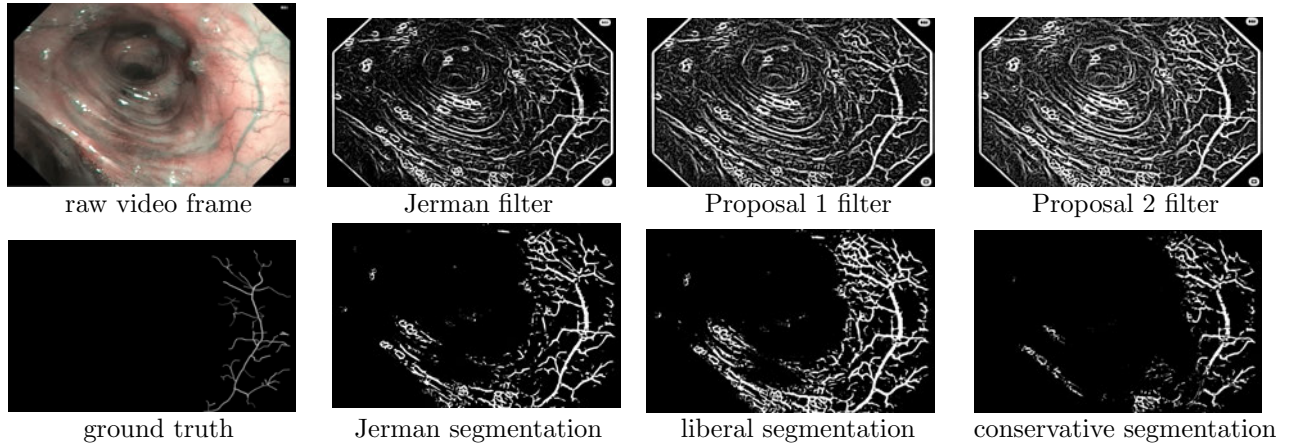 raw video frame
Jerman filter
Proposal 1 filter
Proposal 2 filter
ground truth
Jerman segmentation
liberal segmentation
conservative segmentation